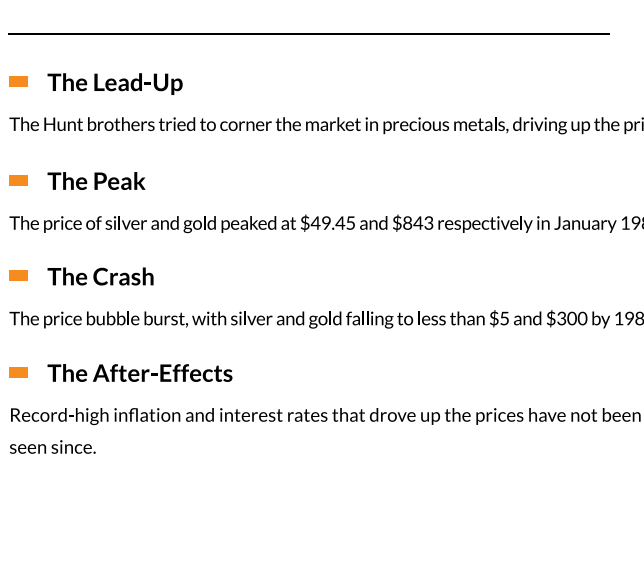 The Lead-Up
The Hunt brothers tried to corner the market in precious metals, driving up the
The Peak
The price of silver and gold peaked at $49.45 and $843 respectively in January
The Crash
The price bubble burst, with silver and gold falling to less than $5 and $300 by
The After-Effects
Record-high inflation and interest rates that drove up the prices have not been
seen since.